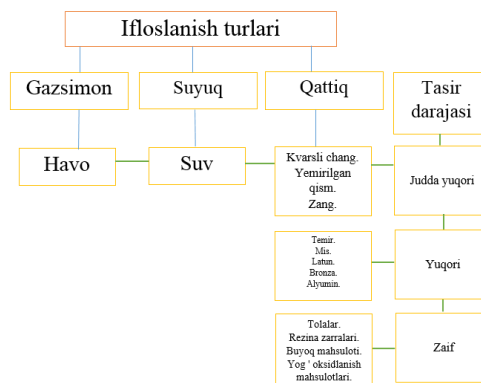 Ifloslanish turlari
Gazsimon
Suyuq
Qattiq
Tasir
darajasi
Havo
Suv
Kvarsli chang.
Yemirilgan
qism.
Zang.
Judda yuqori
Temir.
Mis.
Latun.
Bronza.
Alyumin.
Yuqori
Tolalar.
Rezina zarralari.
Buyoq mahsuloti.
Yog ' oksidlanish
mahsulotlari.
Zaif